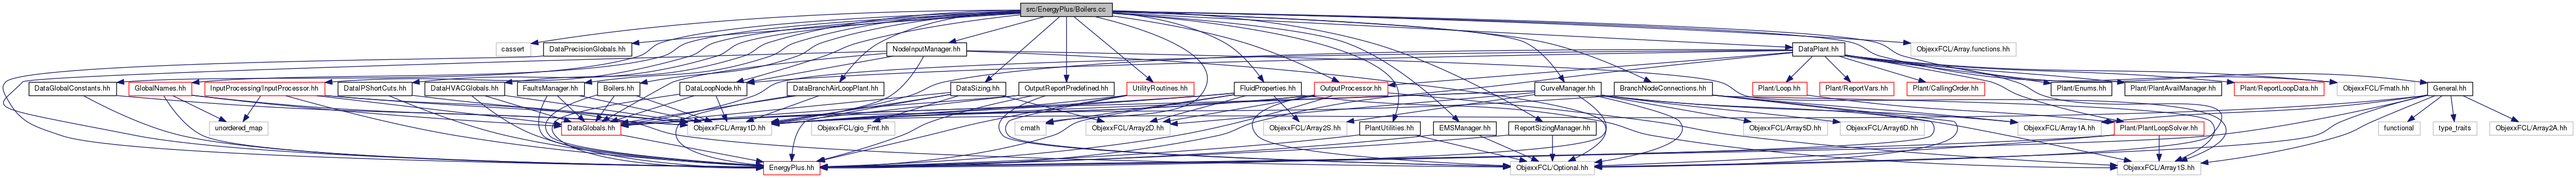 src/EnergyPlus/Boilers.cc
cassert
DataPrecisionGlobals.hh
NodeInputManager.hh
DataPlant.hh
ObjexxFCL/Array.functions.hh
DataGlobalConstants.hh
GlobalNames.hh
InputProcessing/InputProcessor.hh
DataIPShortCuts.hh
DataHVACGlobals.hh
FaultsManager.hh
Boilers.hh
DataLoopNode.hh
DataBranchAirLoopPlant.hh
DataSizing.hh
OutputReportPredefined.hh
UtilityRoutines.hh
FluidProperties.hh
OutputProcessor.hh
CurveManager.hh
BranchNodeConnections.hh
Plant/Loop.hh
Plant/ReportVars.hh
Plant/CallingOrder.hh
Plant/Enums.hh
Plant/PlantAvailManager.hh
Plant/ReportLoopData.hh
ObjexxFCL/Fmath.hh
General.hh
unordered_map
DataGlobals.hh
ObjexxFCL/Array1D.hh
ObjexxFCL/gio_Fmt.hh
cmath
ObjexxFCL/Array2D.hh
ObjexxFCL/Array2S.hh
PlantUtilities.hh
EMSManager.hh
ReportSizingManager.hh
ObjexxFCL/Array5D.hh
ObjexxFCL/Array6D.hh
ObjexxFCL/Array1A.hh
Plant/PlantLoopSolver.hh
functional
type_traits
ObjexxFCL/Array2A.hh
EnergyPlus.hh
ObjexxFCL/Optional.hh
ObjexxFCL/Array1S.hh